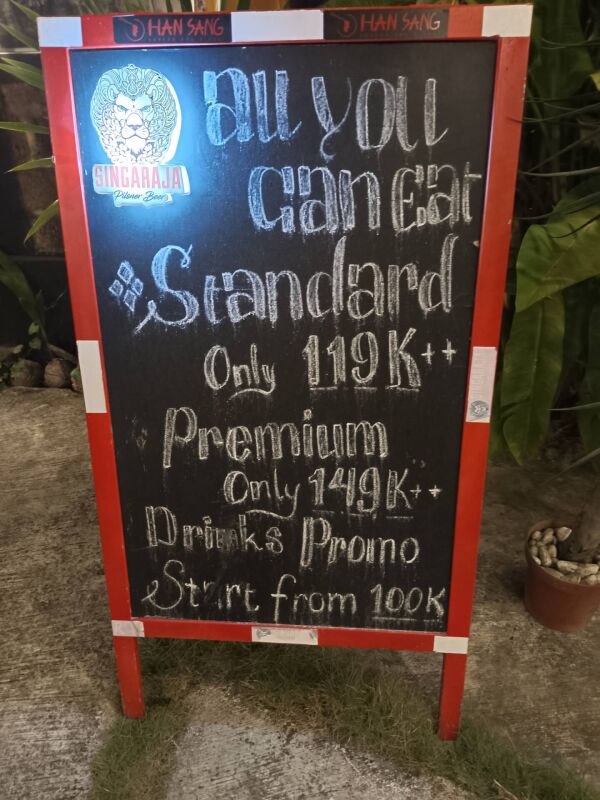 HAN SANG HAN SANG
SINGARAJA
Pilsner Beer
all you
can Eat
Standard
Only 119K++
Premium
Only 149K++
Drinks Promo
Start from 100K